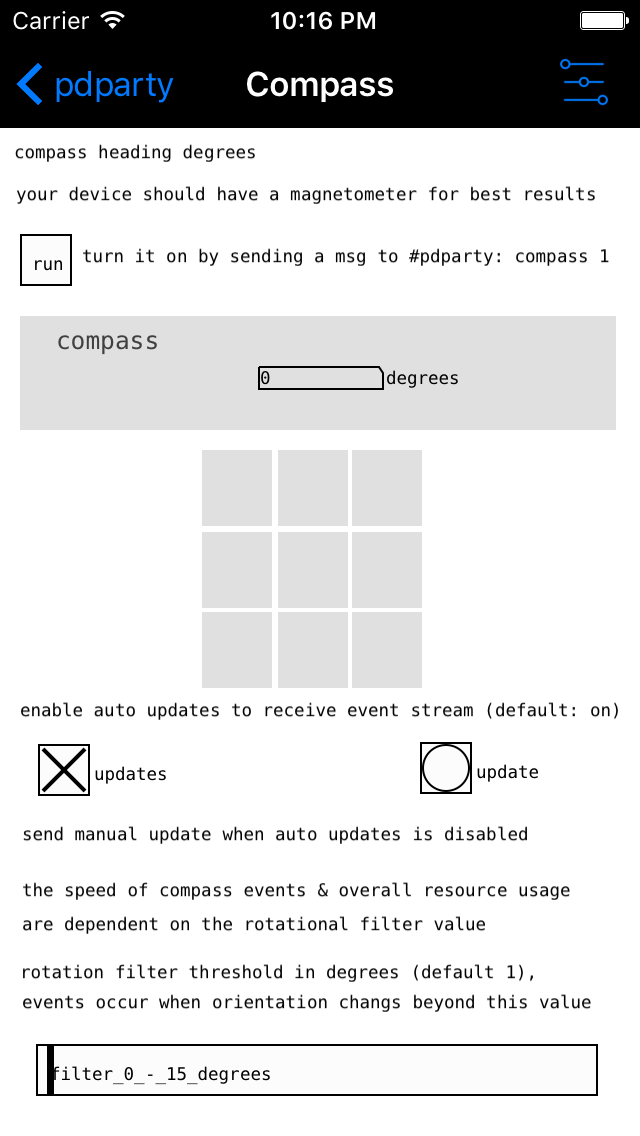 Carrier 10:16 PM
pdparty Compass
compass heading degrees
your device should have a magnetometer for best results
run turn it on by sending a msg to #pdparty: compass 1
compass
0 degrees
enable auto updates to receive event stream (default: on)
updates update
send manual update when auto updates is disabled
the speed of compass events & overall resource usage
are dependent on the rotational filter value
rotation filter threshold in degrees (default 1),
events occur when orientation changs beyond this value
filter_0_-_15_degrees